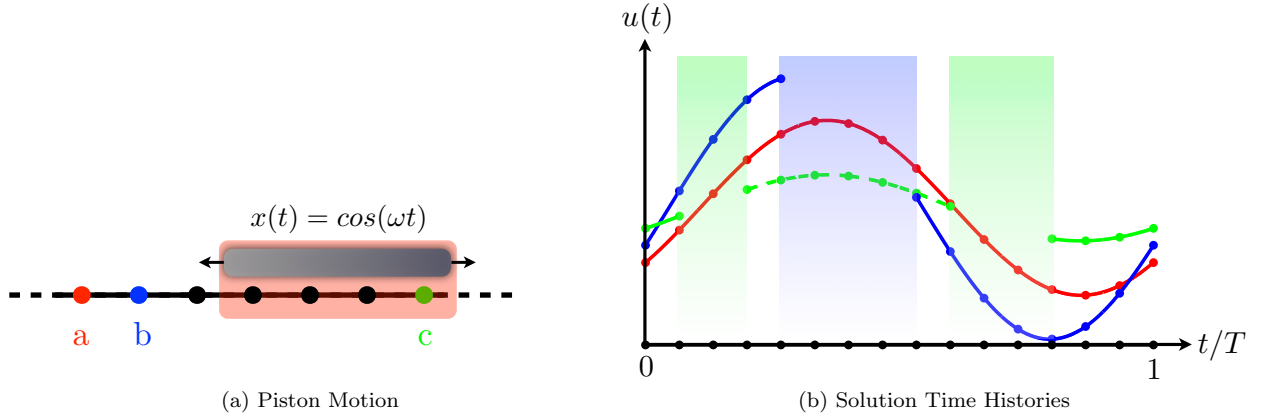 x(t) = cos(ωt)
a
b
c
(a) Piston Motion
u(t)
0
1
t/T
(b) Solution Time Histories